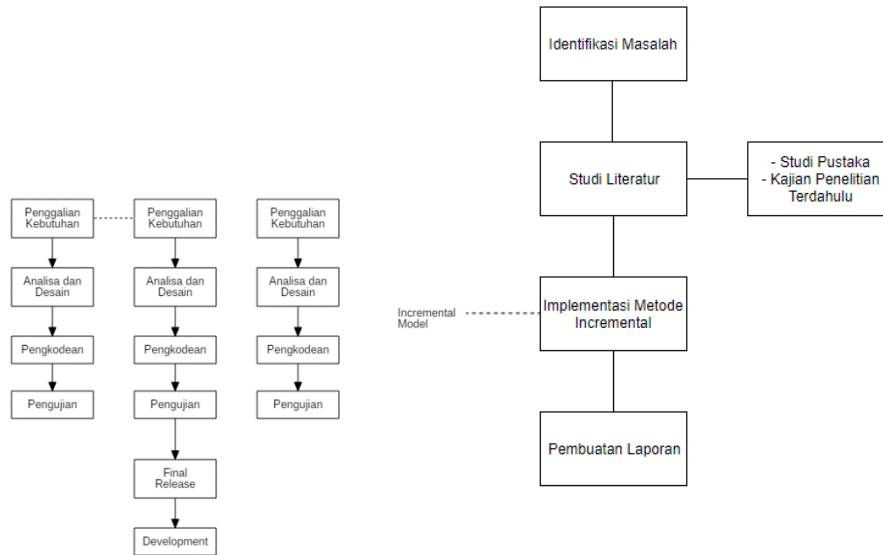 Identifikasi Masalah
Studi Literatur
- Studi Pustaka
- Kajian Penelitian
Terdahulu
Implementasi Metode
Incremental
Pembuatan Laporan
Incremental
Model
Penggalian
Kebutuhan
Analisa dan
Desain
Pengkodean
Pengujian
Penggalian
Kebutuhan
Analisa dan
Desain
Pengkodean
Pengujian
Final
Release
Development
Penggalian
Kebutuhan
Analisa dan
Desain
Pengkodean
Pengujian